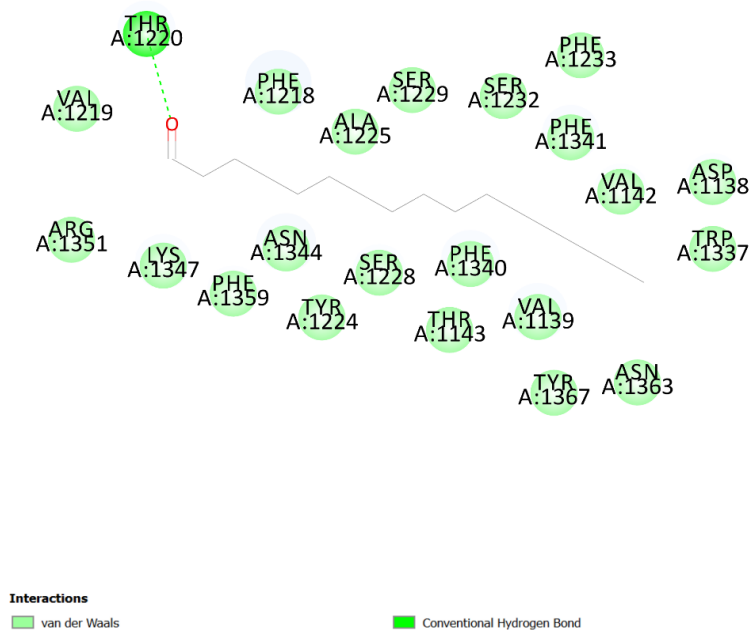 THR
A:1220
PHE
A:1233
VAL
A:1219
PHE
A:1218
SER
A:1229
SER
A:1232
ALA
A:1225
PHE
A:1341
O
VAL
A:1142
ASP
A:1138
ARG
A:1351
LYS
A:1347
ASN
A:1344
PHE
A:1359
SER
A:1228
PHE
A:1340
TRP
A:1337
TYR
A:1224
THR
A:1143
VAL
A:1139
TYR
A:1367
ASN
A:1363
Interactions
van der Waals
Conventional Hydrogen Bond